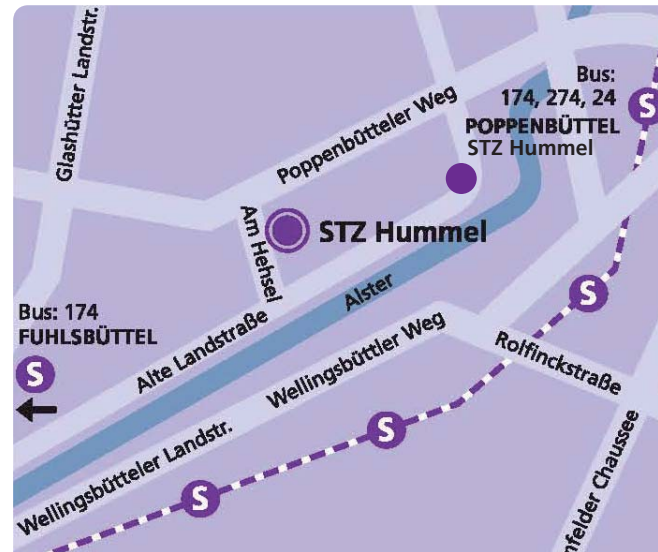 Glashütter Landstr.
Poppenbütteler Weg
Bus:
174, 274, 24
S
POPPENBÜTTEL
STZ Hummel
Am Hehsel
STZ Hummel
Alster
S
Bus: 174
FUHLSBÜTTEL
S
Alte Landstraße
Wellingsbüttler Weg
Rolfinckstraße
S
Wellingsbütteler Landstr.
S
nfelder Chaussee